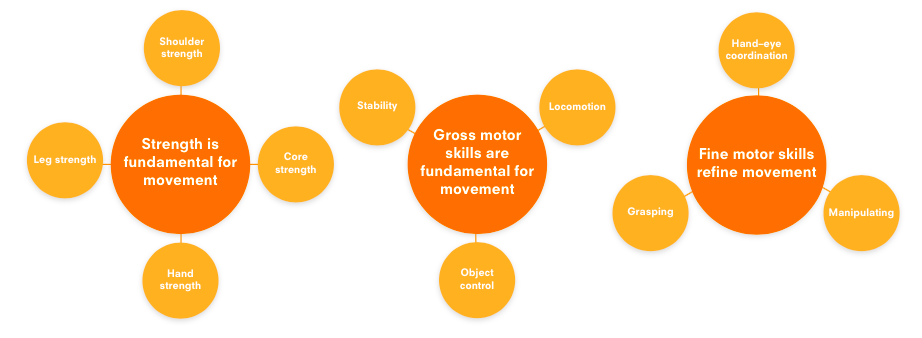 Shoulder
strength
Leg strength
Strength is
fundamental for
movement
Core
strength
Hand
strength
Stability
Locomotion
Gross motor
skills are
fundamental for
movement
Object
control
Hand–eye
coordination
Fine motor skills
refine movement
Grasping
Manipulating